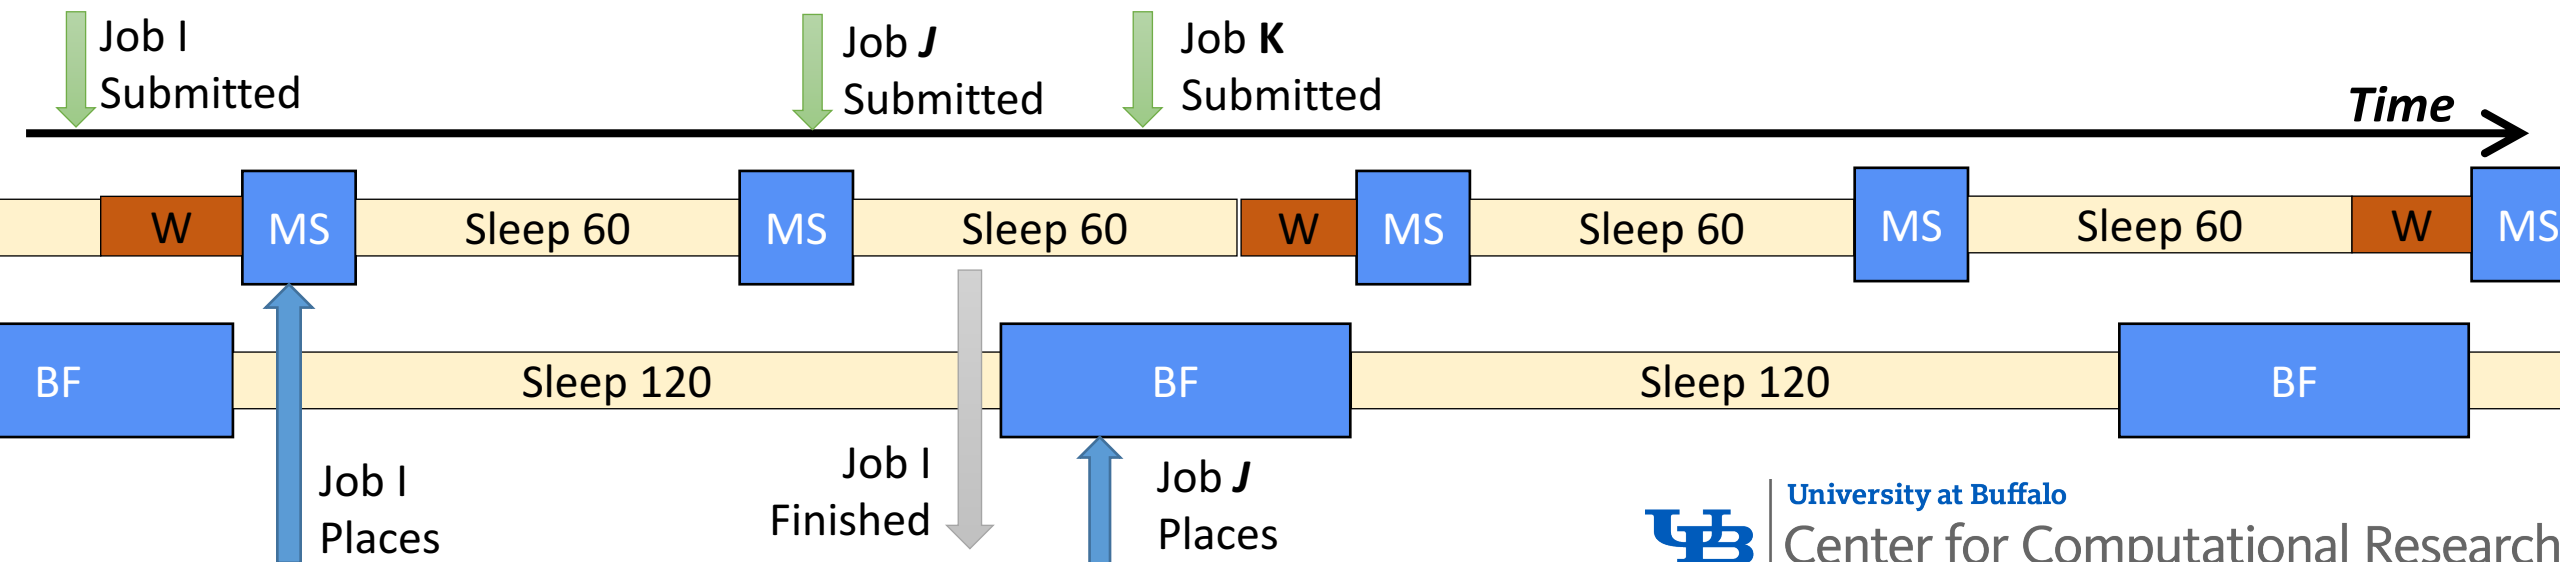 Job I
Submitted
Job J
Submitted
Job K
Submitted
Time
W MS Sleep 60 MS Sleep 60 W MS Sleep 60 MS Sleep 60 W MS
BF Sleep 120 BF Sleep 120 BF
Job I
Places
Job I
Finished
Job J
Places
UB
University at Buffalo
Center for Computational Research